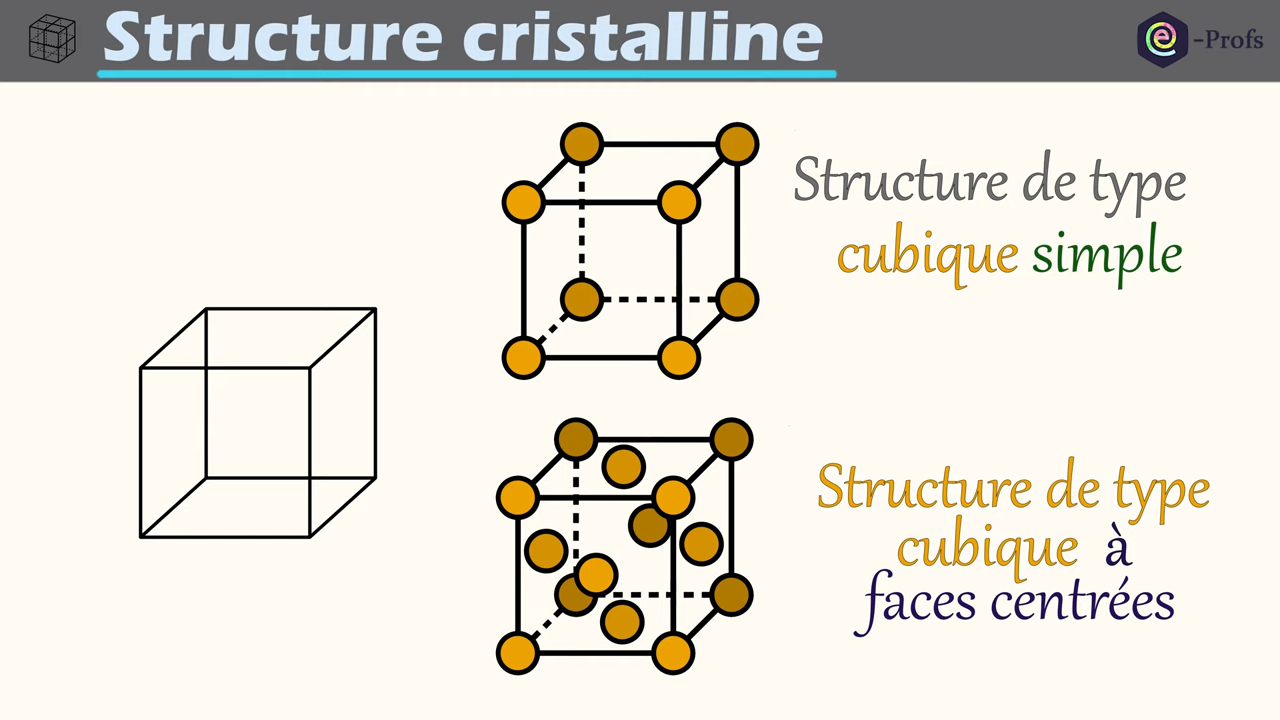 Structure cristalline
e -Profs
Structure de type
cubique simple
Structure de type
cubique à
faces centrées